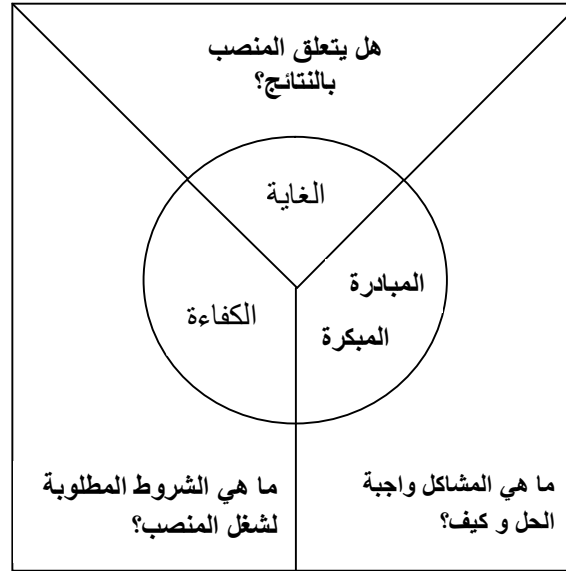 هل يتعلق المنصب
بالنتائج؟
الغاية
المبادرة
المبكرة
الكفاءة
ما هي المشاكل واجبة
الحل و كيف؟
ما هي الشروط المطلوبة
لشغل المنصب؟